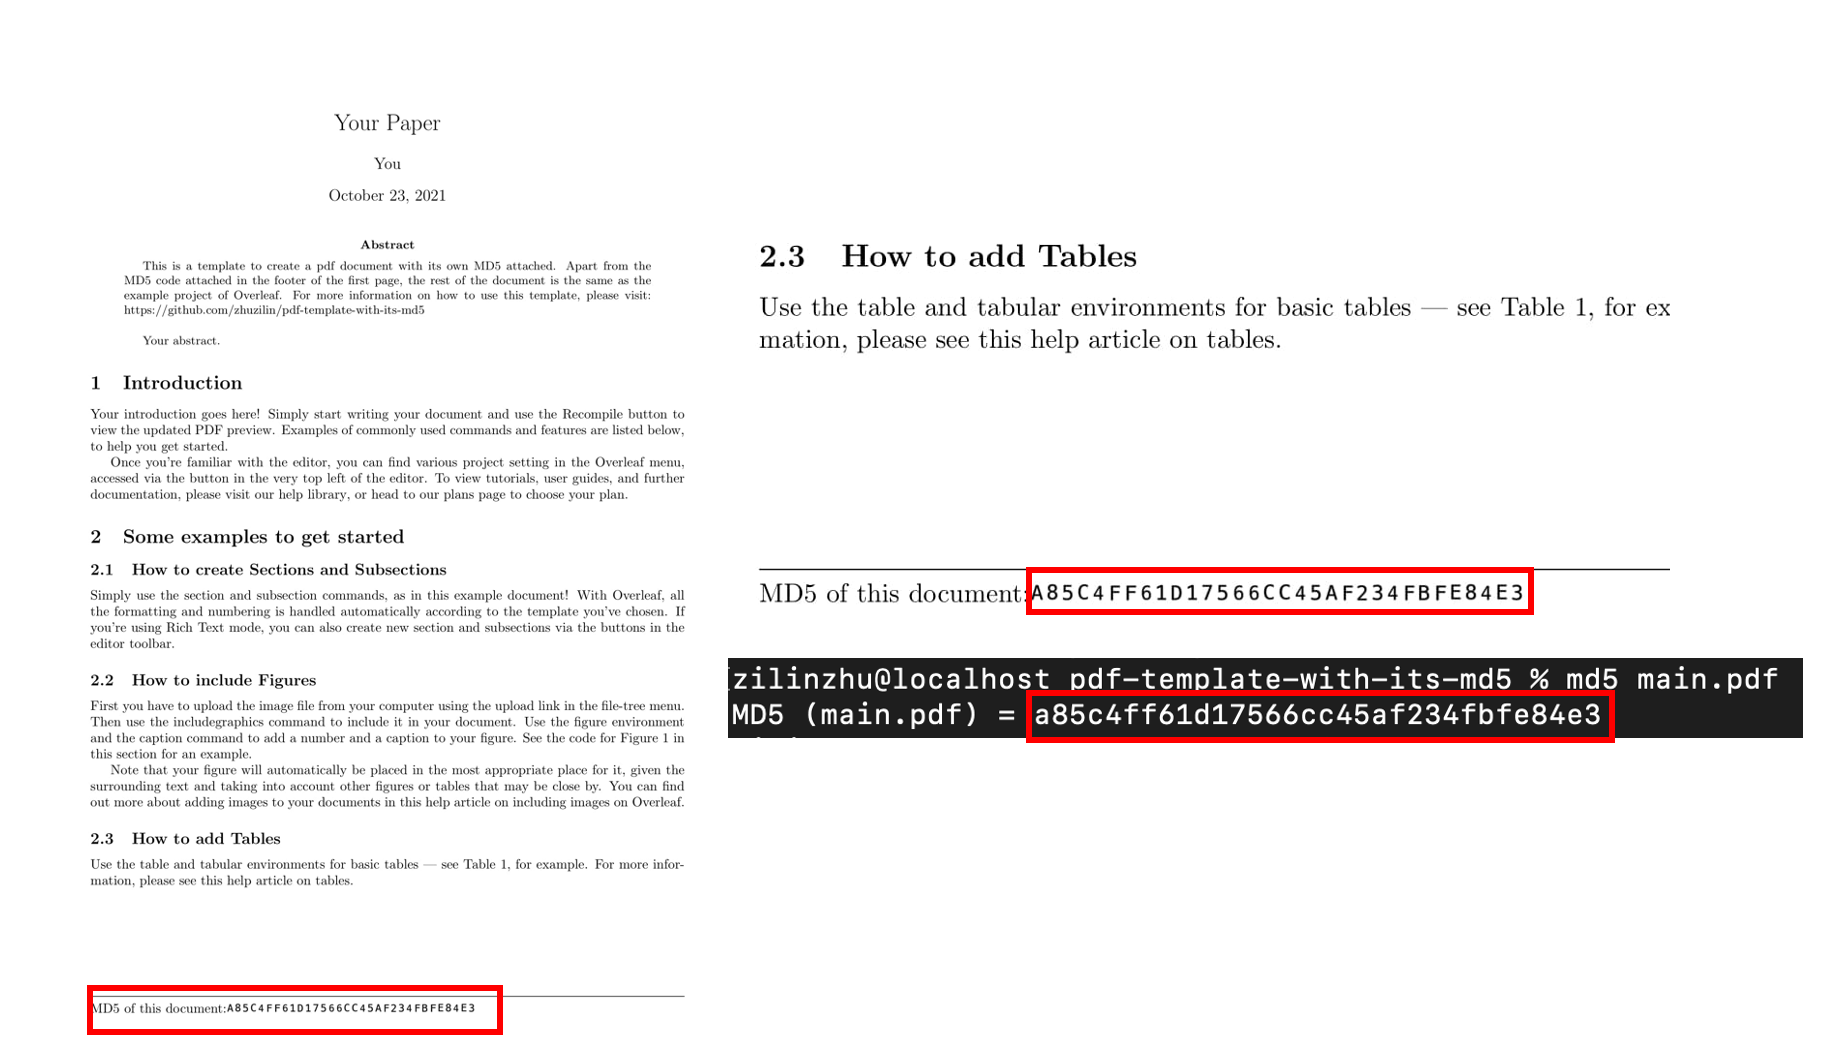 Your Paper
You
October 23, 2021
Abstract
This is a template to create a pdf document with its own MD5 attached. Apart from the
MD5 code attached in the footer of the first page, the rest of the document is the same as the
example project of Overleaf. For more information on how to use this template, please visit:
https://github.com/zhuzilin/pdf-template-with-its-md5
Your abstract.
1 Introduction
Your introduction goes here! Simply start writing your document and use the Recompile button to
view the updated PDF preview. Examples of commonly used commands and features are listed below,
to help you get started.
Once you're familiar with the editor, you can find various project setting in the Overleaf menu,
accessed via the button in the very top left of the editor. To view tutorials, user guides, and further
documentation, please visit our help library, or head to our plans page to choose your plan.
2 Some examples to get started
2.1 How to create Sections and Subsections
Simply use the section and subsection commands, as in this example document! With Overleaf, all
the formatting and numbering is handled automatically according to the template you've chosen. If
you're using Rich Text mode, you can also create new section and subsections via the buttons in the
editor toolbar.
2.2 How to include Figures
First you have to upload the image file from your computer using the upload link in the file-tree menu.
Then use the includegraphics command to include it in your document. Use the figure environment
and the caption command to add a number and a caption to your figure. See the code for Figure 1 in
this section for an example.
Note that your figure will automatically be placed in the most appropriate place for it, given the
surrounding text and taking into account other figures or tables that may be close by. You can find
out more about adding images to your documents in this help article on including images on Overleaf.
2.3 How to add Tables
Use the table and tabular environments for basic tables — see Table 1, for example. For more infor-
mation, please see this help article on tables.
MD5 of this document:A85C4FF61D17566CC45AF234FBFE84E3
2.3 How to add Tables
Use the table and tabular environments for basic tables — see Table 1, for ex
mation, please see this help article on tables.
MD5 of this document:A85C4FF61D17566CC45AF234FBFE84E3
zilinzhu@localhost pdf-template-with-its-md5 % md5 main.pdf
MD5 (main.pdf) = a85c4ff61d17566cc45af234fbfe84e3